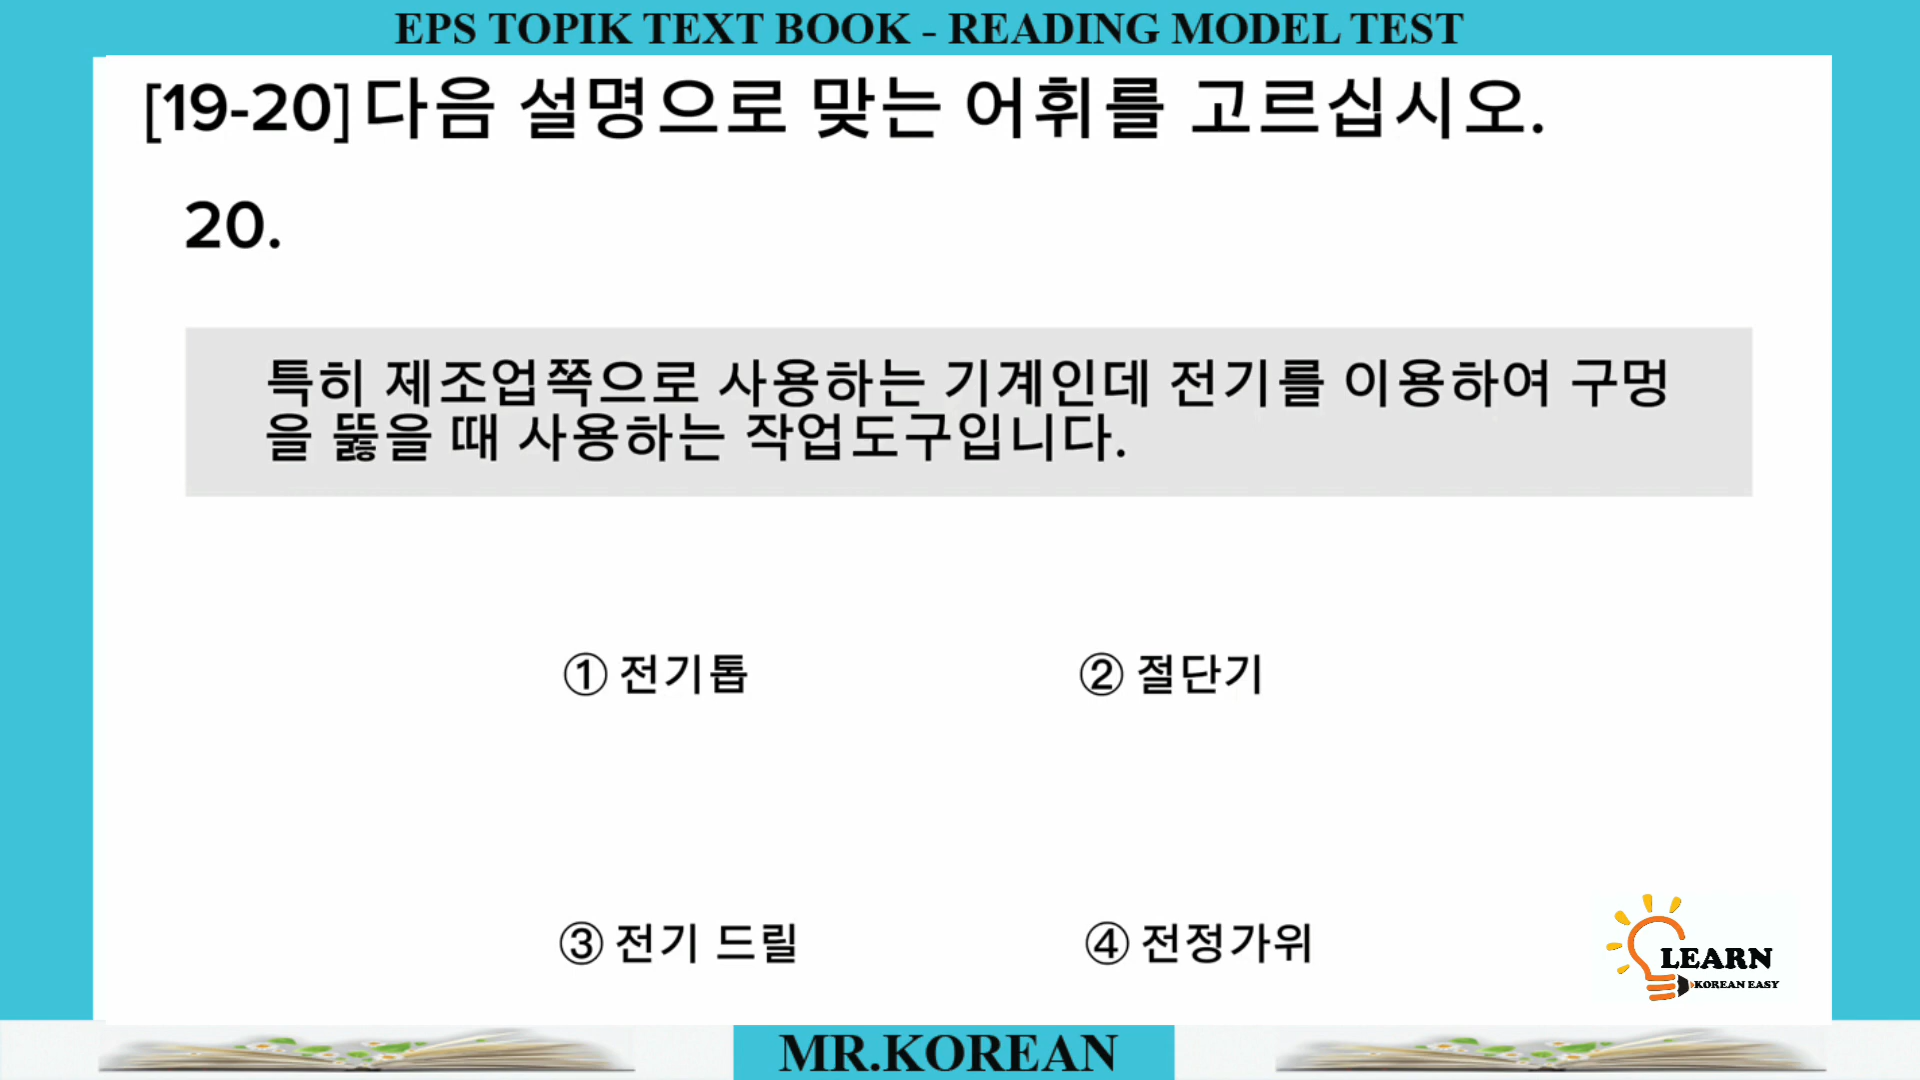 EPS TOPIK TEXT BOOK - READING MODEL TEST
[19-20] 다음 설명으로 맞는 어휘를 고르십시오.
20.
특히 제조업쪽으로 사용하는 기계인데 전기를 이용하여 구멍
을 뚫을 때 사용하는 작업도구입니다.
① 전기톱
② 절단기
③ 전기 드릴
④ 전정가위
LEARN
KOREAN EASY
MR.KOREAN